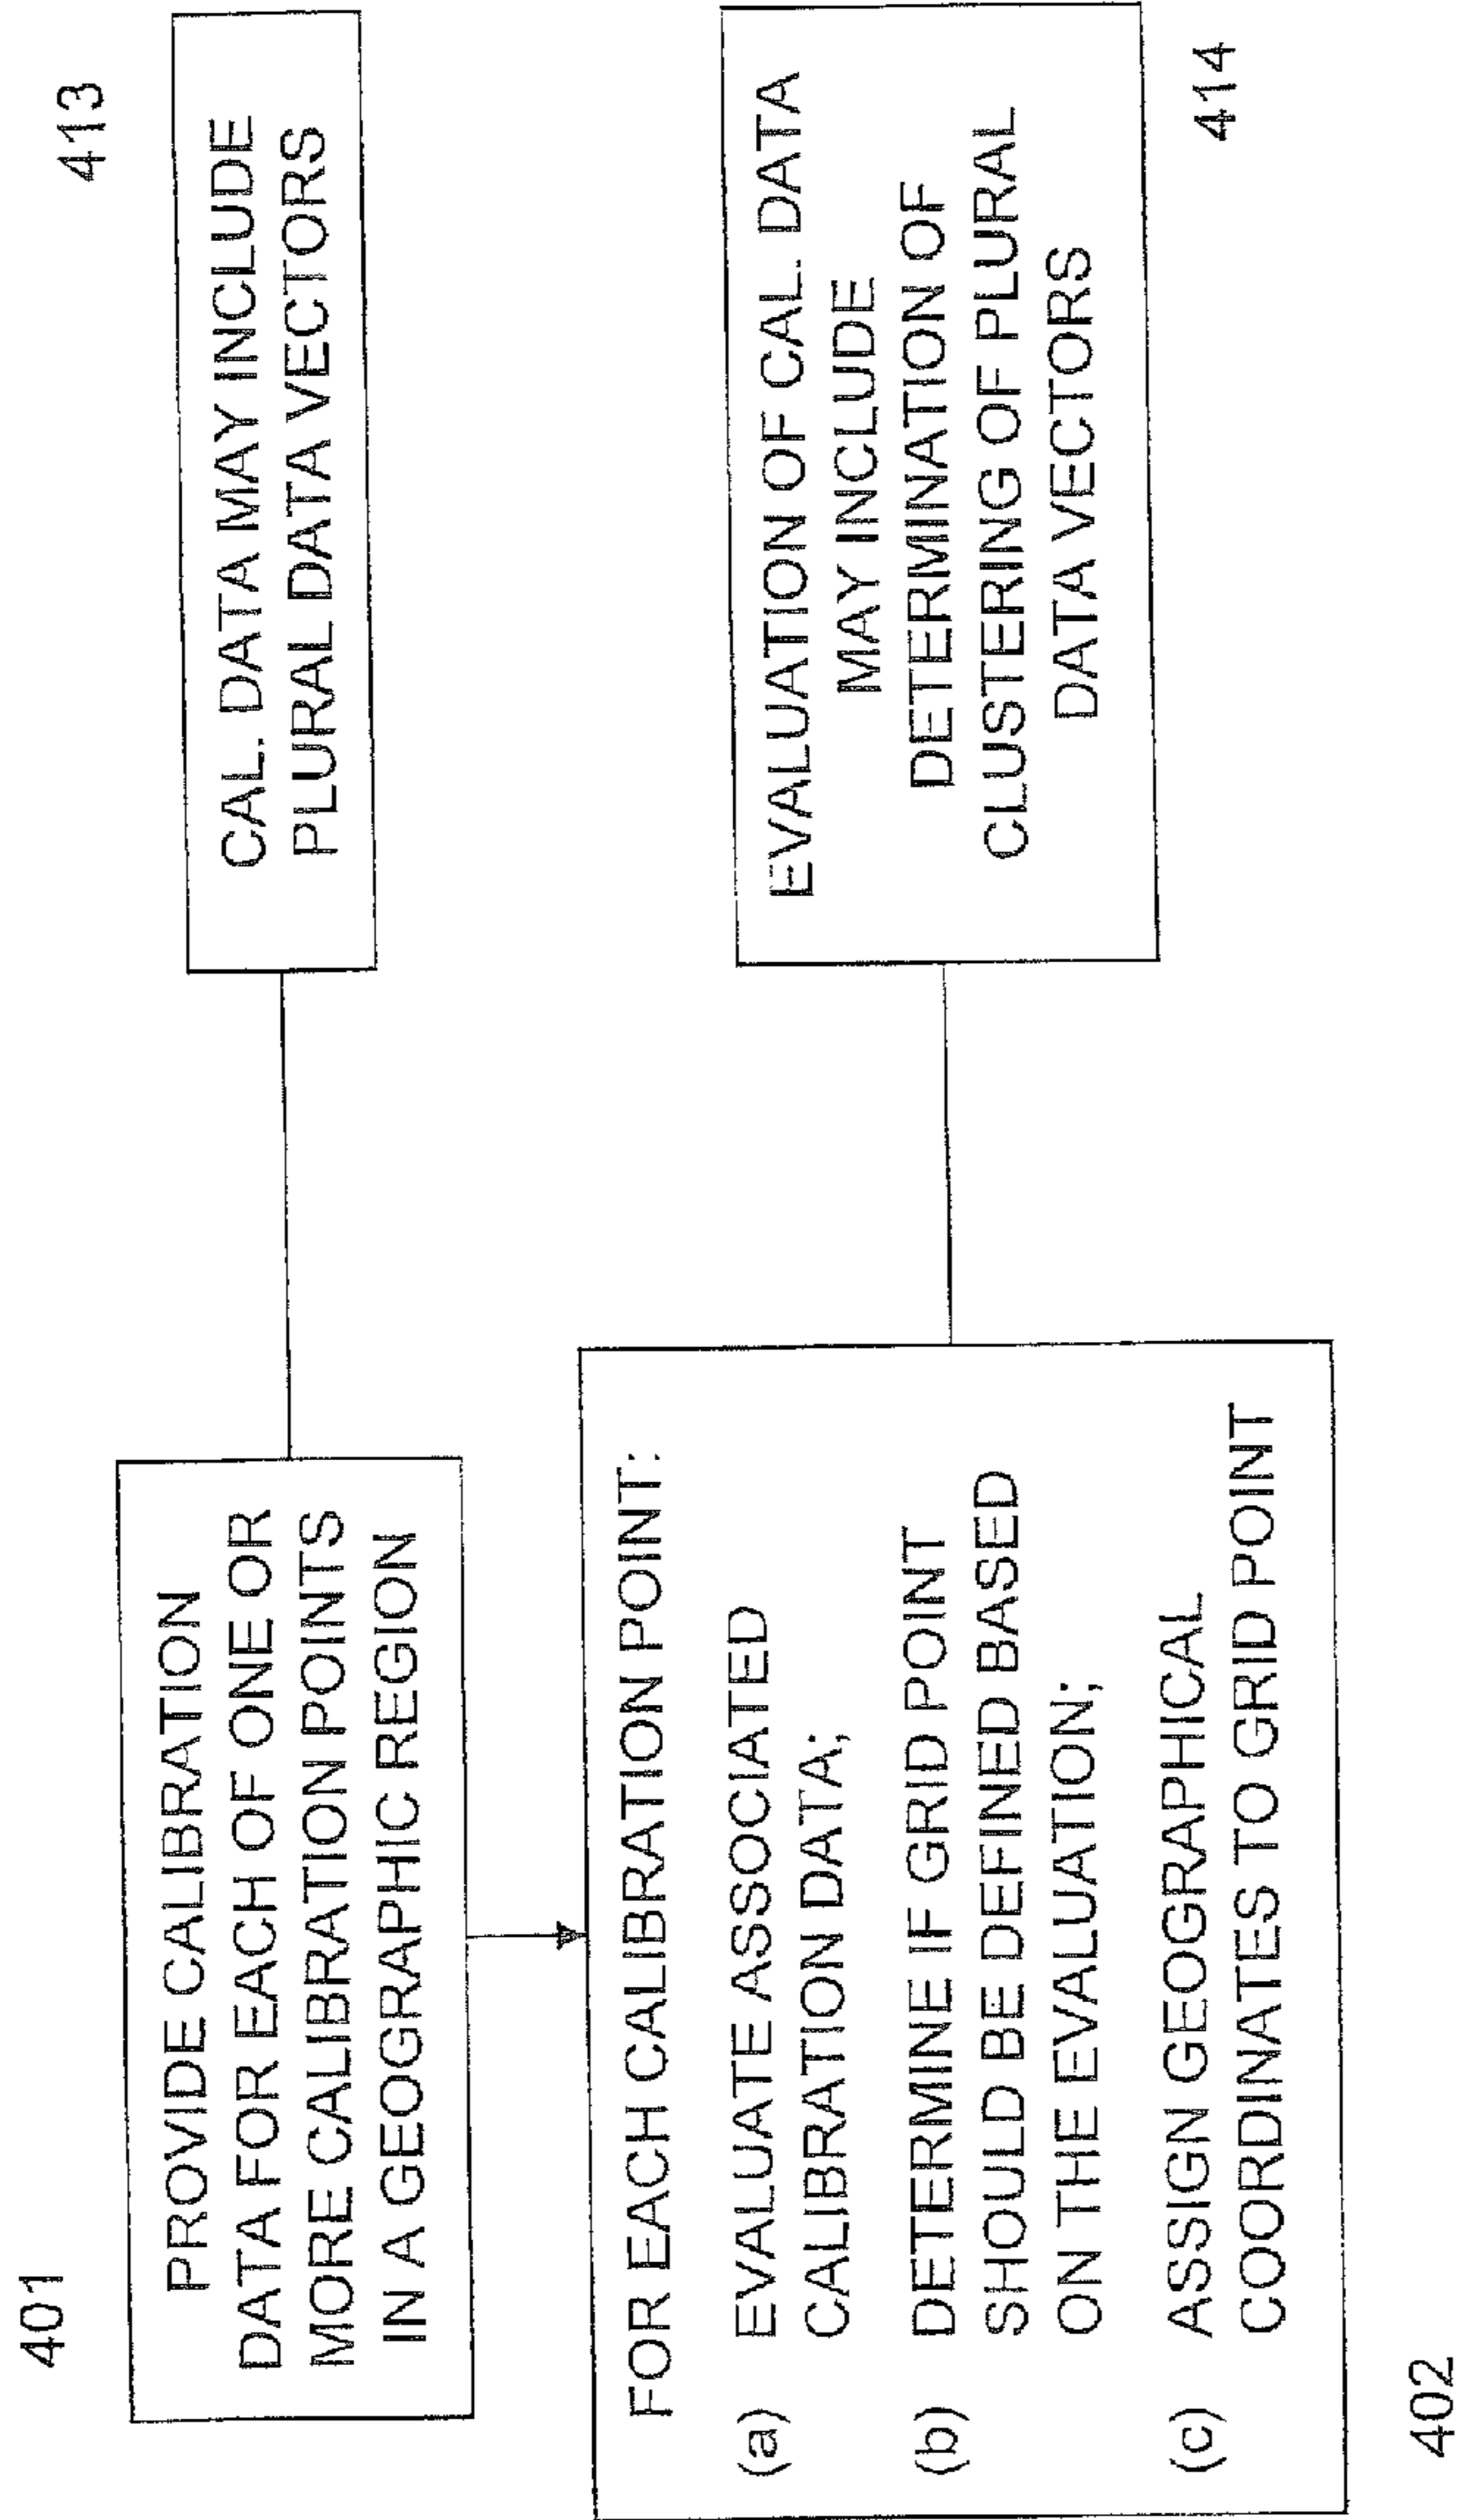 401
PROVIDE CALIBRATION
DATA FOR EACH OF ONE OR
MORE CALIBRATION POINTS
IN A GEOGRAPHIC REGION
413
CAL. DATA MAY INCLUDE
PLURAL DATA VECTORS
FOR EACH CALIBRATION POINT:
(a) EVALUATE ASSOCIATED
CALIBRATION DATA;
(b) DETERMINE IF GRID POINT
SHOULD BE DEFINED BASED
ON THE EVALUATION;
(c) ASSIGN GEOGRAPHICAL
COORDINATES TO GRID POINT
402
EVALUATION OF CAL. DATA
MAY INCLUDE
DETERMINATION OF
CLUSTERING OF PLURAL
DATA VECTORS
414